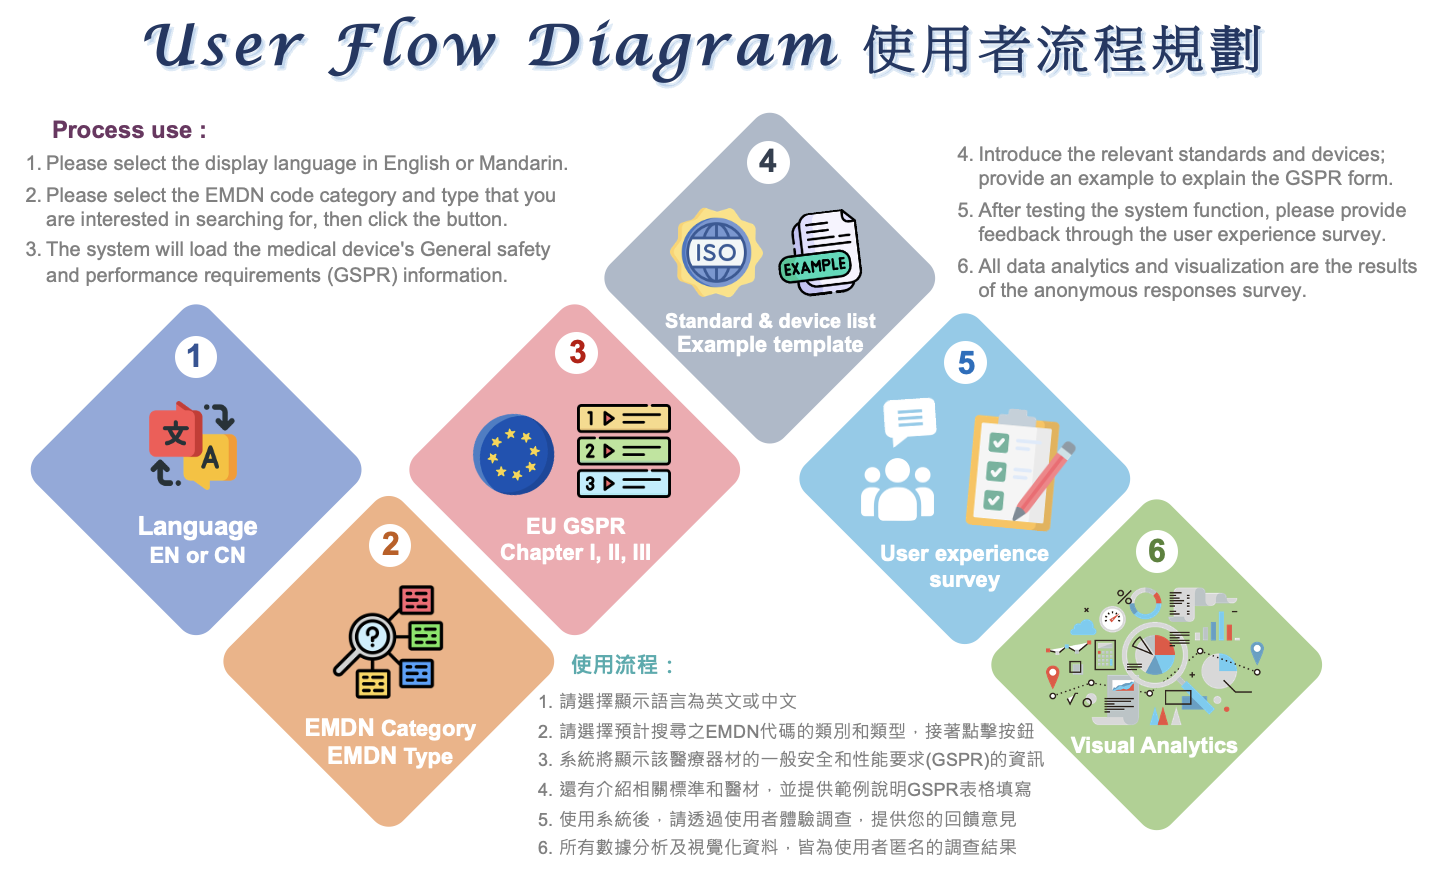 User Flow Diagram 使用者流程規劃
Process use :
1. Please select the display language in English or Mandarin.
2. Please select the EMDN code category and type that you
are interested in searching for, then click the button.
3. The system will load the medical device's General safety
and performance requirements (GSPR) information.
4. Introduce the relevant standards and devices;
provide an example to explain the GSPR form.
5. After testing the system function, please provide
feedback through the user experience survey.
6. All data analytics and visualization are the results
of the anonymous responses survey.
1
文
A
Language
EN or CN
2
?
EMDN Category
EMDN Type
3
1
2
3
EU GSPR
Chapter I, II, III
4
ISO
EXAMPLE
Standard & device list
Example template
5
User experience
survey
6
%
Visual Analytics
使用流程：
1. 請選擇顯示語言為英文或中文
2. 請選擇預計搜尋之EMDN代碼的類別和類型，接著點擊按鈕
3. 系統將顯示該醫療器材的一般安全和性能要求(GSPR)的資訊
4. 還有介紹相關標準和醫材，並提供範例說明GSPR表格填寫
5. 使用系統後，請透過使用者體驗調查，提供您的回饋意見
6. 所有數據分析及視覺化資料，皆為使用者匿名的調查結果